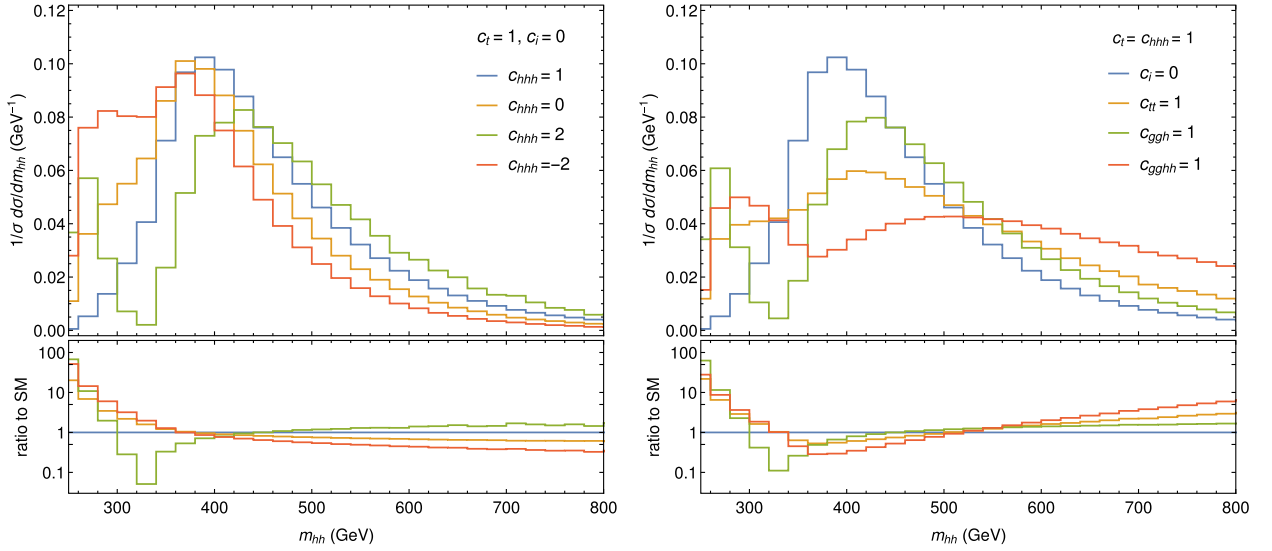 0.12
0.10
0.08
0.06
0.04
0.02
0.00
1/σ dσ/dm_hh (GeV⁻¹)
c_t = 1, c_i = 0
c_hhh = 1
c_hhh = 0
c_hhh = 2
c_hhh = −2
100
10
1
0.1
ratio to SM
300 400 500 600 700 800
m_hh (GeV)
0.12
0.10
0.08
0.06
0.04
0.02
0.00
1/σ dσ/dm_hh (GeV⁻¹)
c_t = c_hhh = 1
c_i = 0
c_tt = 1
c_ggh = 1
c_gghh = 1
100
10
1
0.1
ratio to SM
300 400 500 600 700 800
m_hh (GeV)